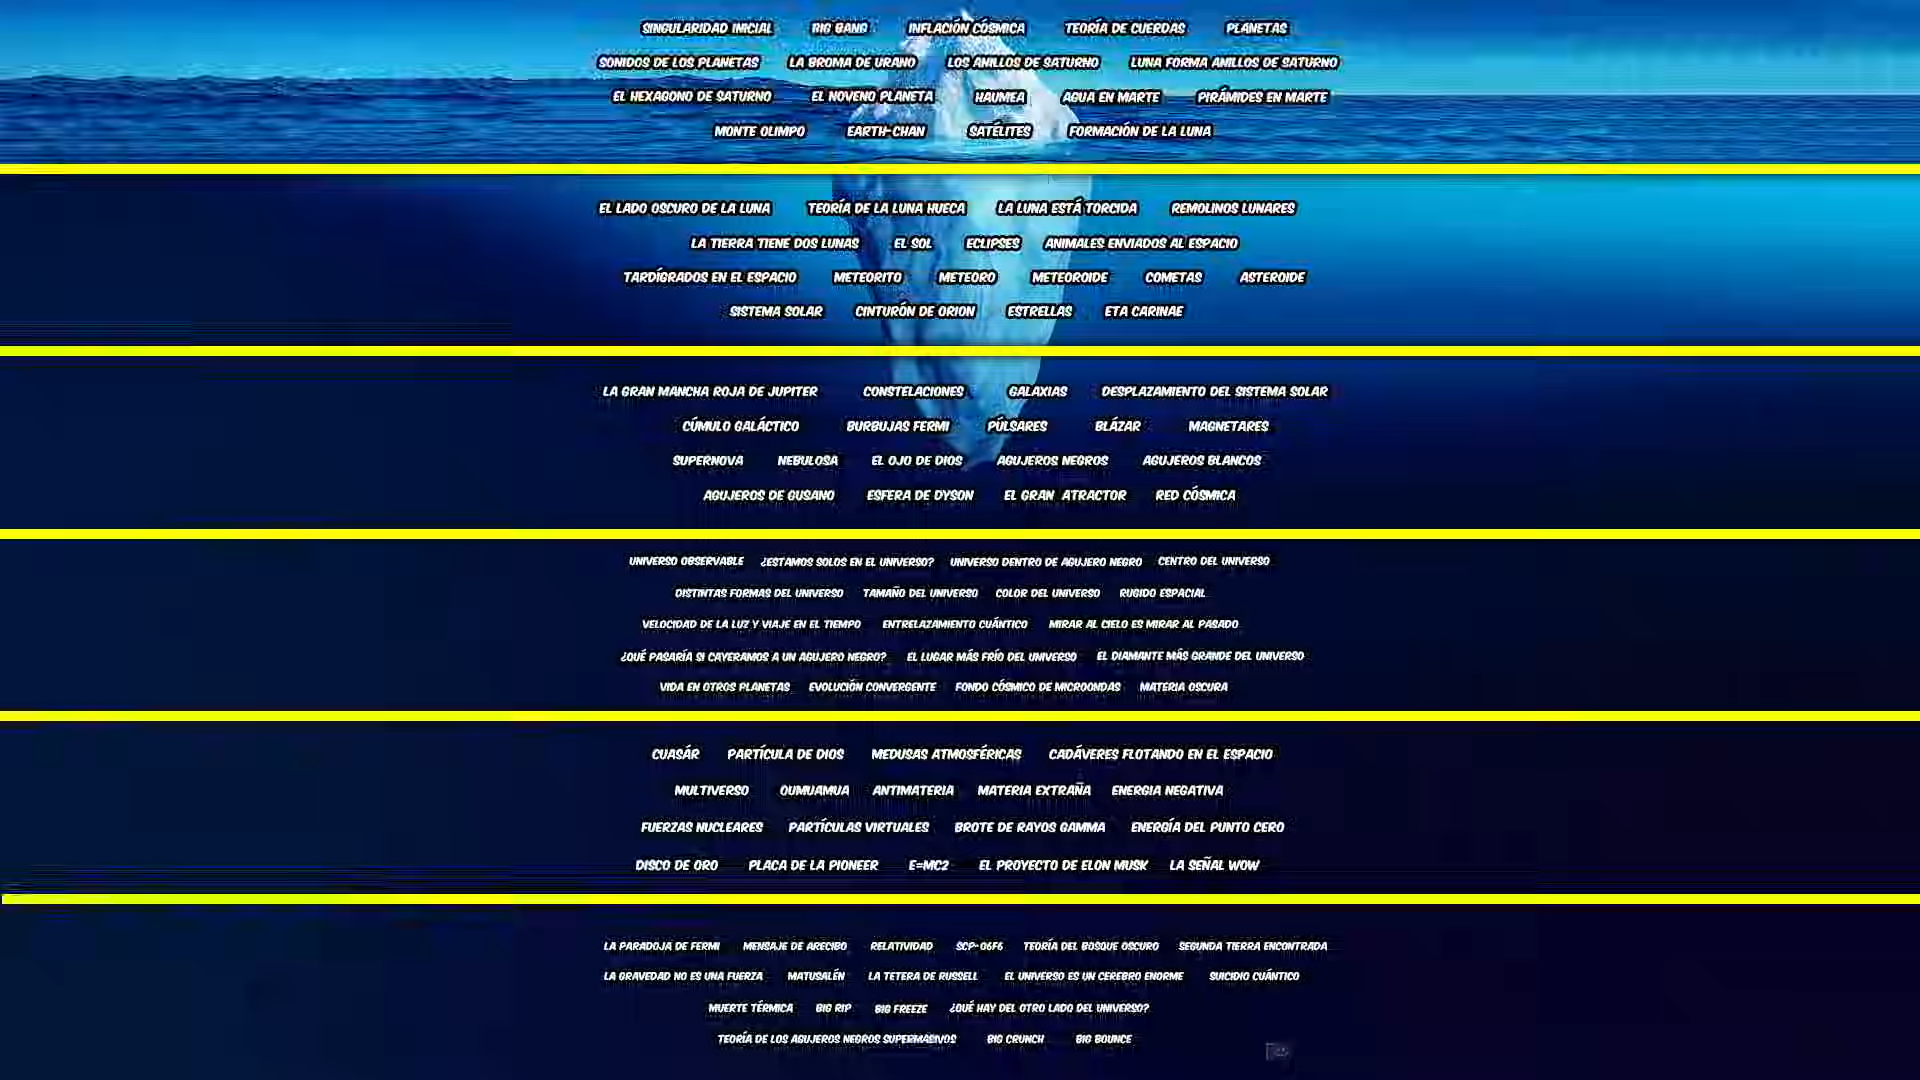 SINGULARIDAD INICIAL BIG BANG INFLACIÓN CÓSMICA TEORÍA DE CUERDAS PLANETAS
SONIDOS DE LOS PLANETAS LA BROMA DE URANO LOS ANILLOS DE SATURNO LUNA FORMA ANILLOS DE SATURNO
EL HEXAGONO DE SATURNO EL NOVENO PLANETA HAUMEA AGUA EN MARTE PIRÁMIDES EN MARTE
MONTE OLIMPO EARTH-CHAN SATÉLITES FORMACIÓN DE LA LUNA
EL LADO OSCURO DE LA LUNA TEORÍA DE LA LUNA HUECA LA LUNA ESTÁ TORCIDA REMOLINOS LUNARES
LA TIERRA TIENE DOS LUNAS EL SOL ECLIPSES ANIMALES ENVIADOS AL ESPACIO
TARDÍGRADOS EN EL ESPACIO METEORITO METEORO METEOROIDE COMETAS ASTEROIDE
SISTEMA SOLAR CINTURÓN DE ORION ESTRELLAS ETA CARINAE
LA GRAN MANCHA ROJA DE JUPITER CONSTELACIONES GALAXIAS DESPLAZAMIENTO DEL SISTEMA SOLAR
CÚMULO GALÁCTICO BURBUJAS FERMI PÚLSARES BLÁZAR MAGNETARES
SUPERNOVA NEBULOSA EL OJO DE DIOS AGUJEROS NEGROS AGUJEROS BLANCOS
AGUJEROS DE GUSANO ESFERA DE DYSON EL GRAN ATRACTOR RED CÓSMICA
UNIVERSO OBSERVABLE ¿ESTAMOS SOLOS EN EL UNIVERSO? UNIVERSO DENTRO DE AGUJERO NEGRO CENTRO DEL UNIVERSO
DISTINTAS FORMAS DEL UNIVERSO TAMAÑO DEL UNIVERSO COLOR DEL UNIVERSO RUGIDO ESPACIAL
VELOCIDAD DE LA LUZ Y VIAJE EN EL TIEMPO ENTRELAZAMIENTO CUÁNTICO MIRAR AL CIELO ES MIRAR AL PASADO
¿QUÉ PASARÍA SI CAYERAMOS A UN AGUJERO NEGRO? EL LUGAR MÁS FRÍO DEL UNIVERSO EL DIAMANTE MÁS GRANDE DEL UNIVERSO
VIDA EN OTROS PLANETAS EVOLUCIÓN CONVERGENTE FONDO CÓSMICO DE MICROONDAS MATERIA OSCURA
CUASÁR PARTÍCULA DE DIOS MEDUSAS ATMOSFÉRICAS CADÁVERES FLOTANDO EN EL ESPACIO
MULTIVERSO OUMUAMUA ANTIMATERIA MATERIA EXTRAÑA ENERGIA NEGATIVA
FUERZAS NUCLEARES PARTÍCULAS VIRTUALES BROTE DE RAYOS GAMMA ENERGÍA DEL PUNTO CERO
DISCO DE ORO PLACA DE LA PIONEER E=MC2 EL PROYECTO DE ELON MUSK LA SEÑAL WOW
LA PARADOJA DE FERMI MENSAJE DE ARECIBO RELATIVIDAD SCP-06F6 TEORÍA DEL BOSQUE OSCURO SEGUNDA TIERRA ENCONTRADA
LA GRAVEDAD NO ES UNA FUERZA MATUSALÉN LA TETERA DE RUSSELL EL UNIVERSO ES UN CEREBRO ENORME SUICIDIO CUÁNTICO
MUERTE TÉRMICA BIG RIP BIG FREEZE ¿QUÉ HAY DEL OTRO LADO DEL UNIVERSO?
TEORÍA DE LOS AGUJEROS NEGROS SUPERMASIVOS BIG CRUNCH BIG BOUNCE